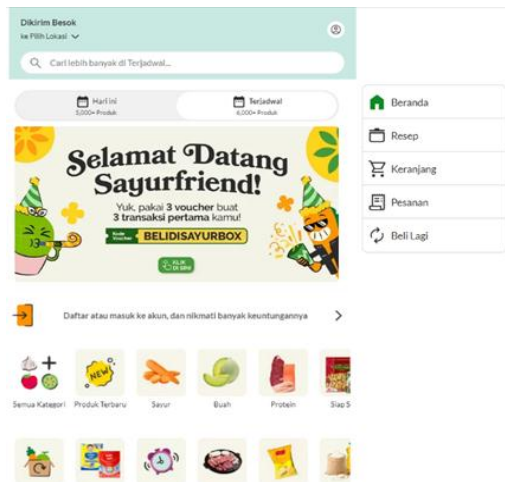 Dikirim Besok
ke Pilih Lokasi
Cari lebih banyak di Terjadwal...
Hari ini
5,000+ Produk
Terjadwal
6,000+ Produk
Selamat Datang
Sayurfriend!
Yuk, pakai 3 voucher buat
3 transaksi pertama kamu!
Kode Voucher
BELIDISAYURBOX
KLIK
DI SINI
Daftar atau masuk ke akun, dan nikmati banyak keuntungannya
Semua Kategori
NEW
Produk Terbaru
Sayur
Buah
Protein
Siap S
Beranda
Resep
Keranjang
Pesanan
Beli Lagi